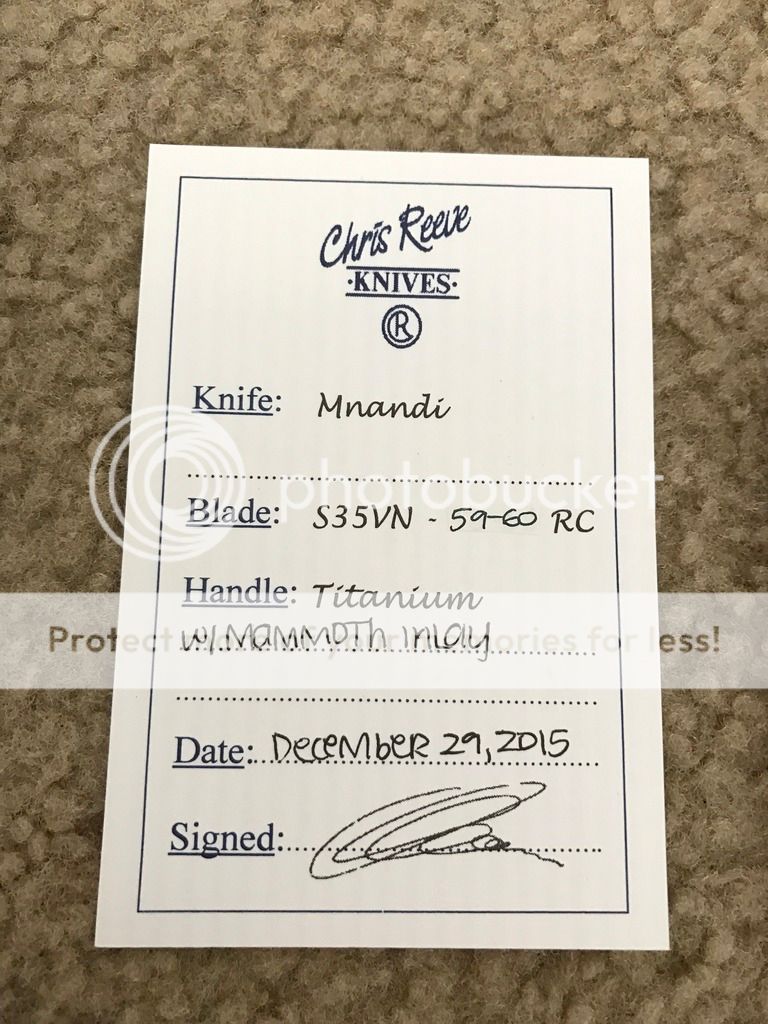 Chris Reeve
·KNIVES·
®
Knife: Mnandi
photobucket
Blade: S35VN - 59-60 RC
Handle: Titanium
w/MAMMOTH inlay
Protect more of your memories for less!
Date: DECEMBER 29, 2015
Signed: